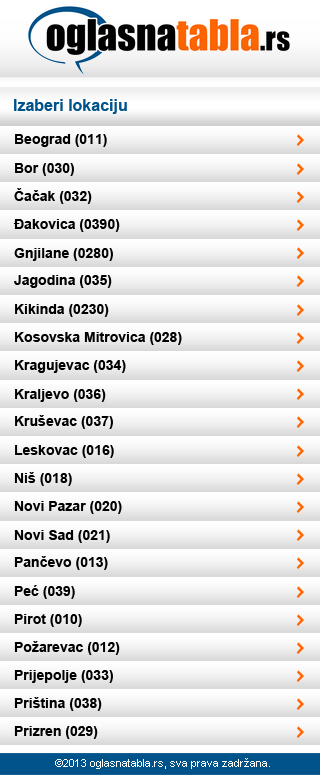 oglasnatabla.rs
Izaberi lokaciju
Beograd (011)
Bor (030)
Čačak (032)
Đakovica (0390)
Gnjilane (0280)
Jagodina (035)
Kikinda (0230)
Kosovska Mitrovica (028)
Kragujevac (034)
Kraljevo (036)
Kruševac (037)
Leskovac (016)
Niš (018)
Novi Pazar (020)
Novi Sad (021)
Pančevo (013)
Peć (039)
Pirot (010)
Požarevac (012)
Prijepolje (033)
Priština (038)
Prizren (029)
©2013 oglasnatabla.rs, sva prava zadržana.